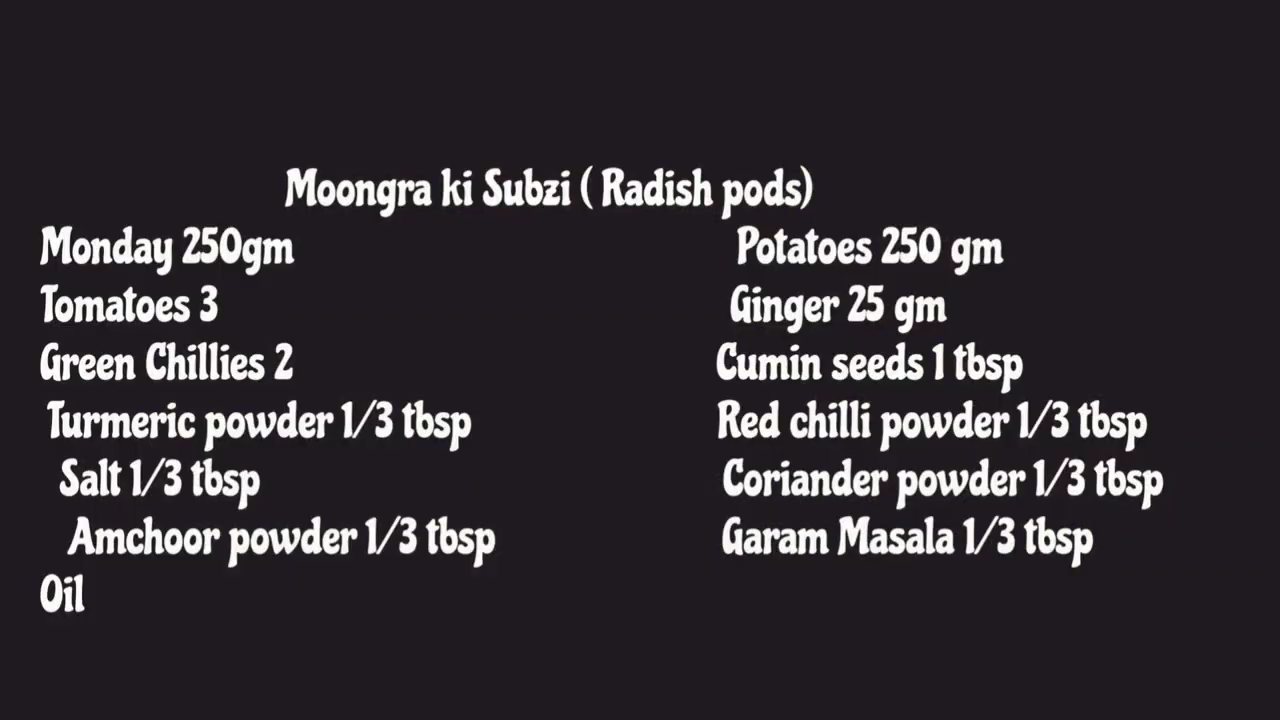 Moongra ki Subzi ( Radish pods)
Monday 250gm Potatoes 250 gm
Tomatoes 3 Ginger 25 gm
Green Chillies 2 Cumin seeds 1 tbsp
Turmeric powder 1/3 tbsp Red chilli powder 1/3 tbsp
Salt 1/3 tbsp Coriander powder 1/3 tbsp
Amchoor powder 1/3 tbsp Garam Masala 1/3 tbsp
Oil